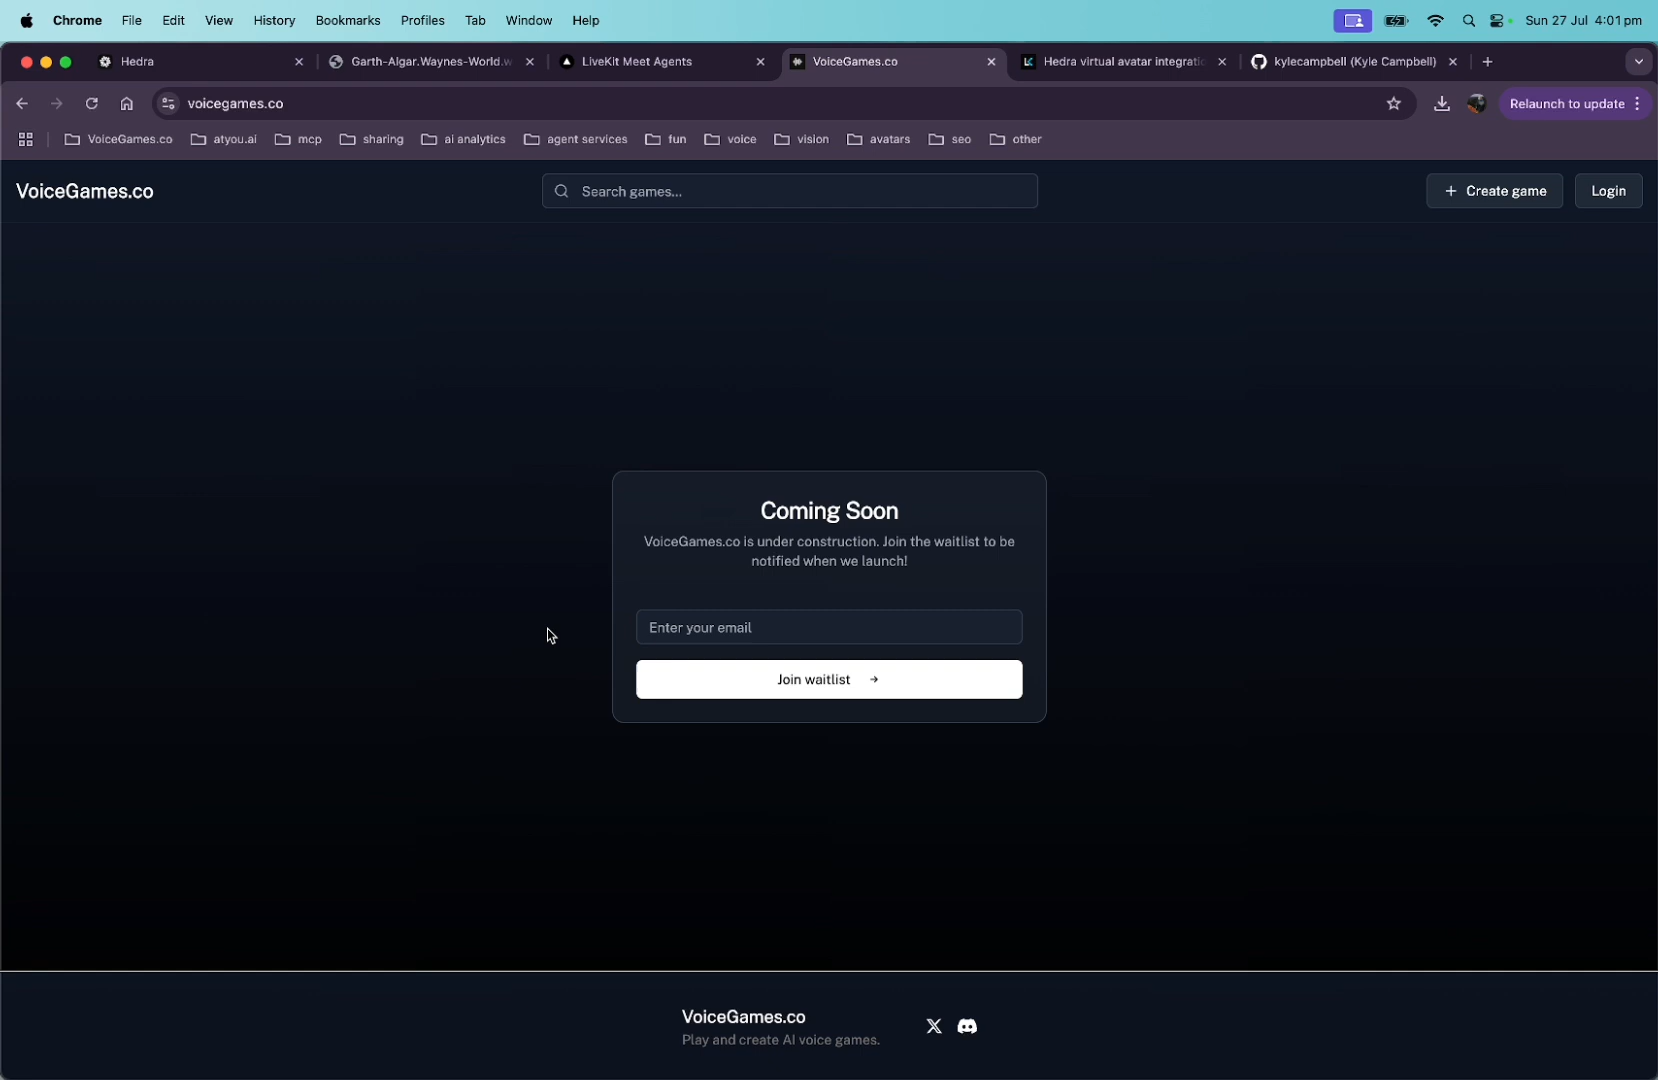 Chrome File Edit View History Bookmarks Profiles Tab Window Help Sun 27 Jul 4:01pm
Hedra Garth-Algar.Waynes-World.w LiveKit Meet Agents VoiceGames.co Hedra virtual avatar integratic kylecampbell (Kyle Campbell)
voicegames.co Relaunch to update
VoiceGames.co atyou.ai mcp sharing ai analytics agent services fun voice vision avatars seo other
VoiceGames.co Search games... + Create game Login
Coming Soon
VoiceGames.co is under construction. Join the waitlist to be
notified when we launch!
Enter your email
Join waitlist →
VoiceGames.co
Play and create AI voice games.